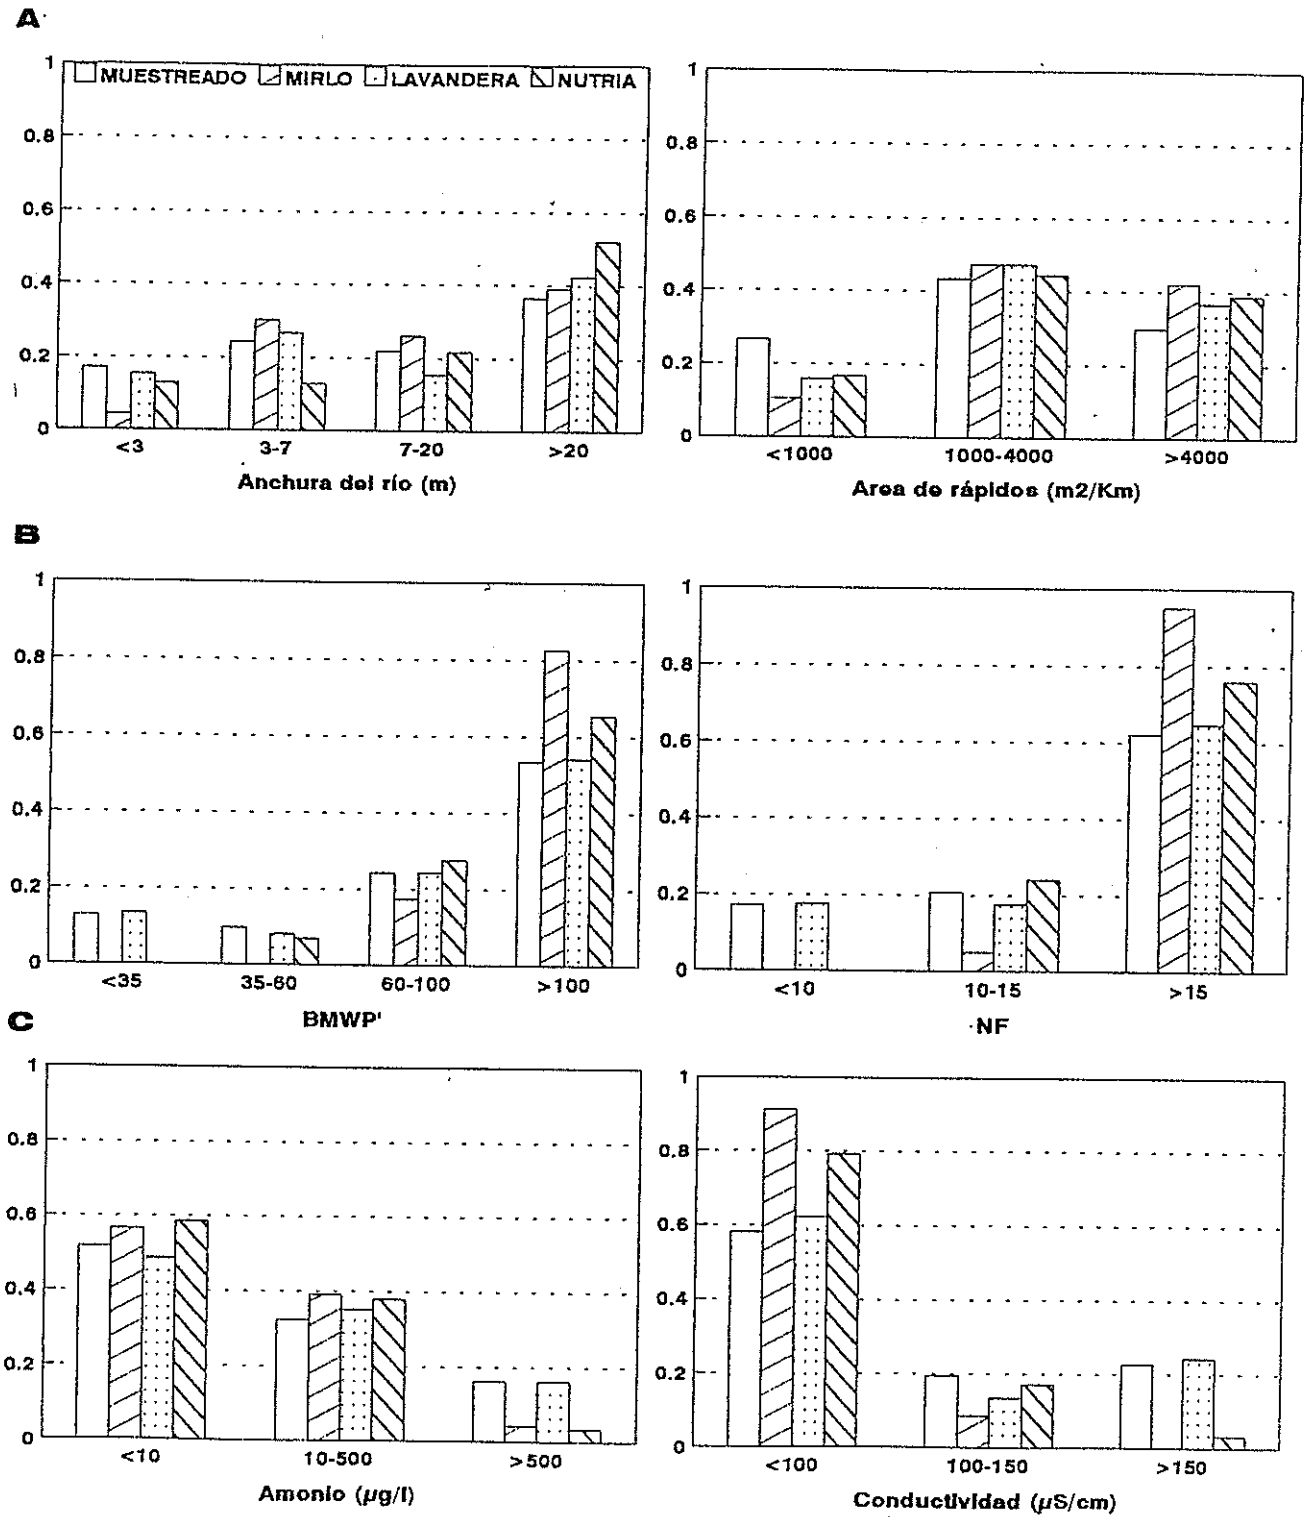 A
1
MUESTREADO MIRLO LAVANDERA NUTRIA
0.8
0.6
0.4
0.2
0
<3 3-7 7-20 >20
Anchura del río (m)
1
0.8
0.6
0.4
0.2
0
<1000 1000-4000 >4000
Area de rápidos (m2/Km)
B
1
0.8
0.6
0.4
0.2
0
<35 35-60 60-100 >100
BMWP'
1
0.8
0.6
0.4
0.2
0
<10 10-15 >15
NF
C
1
0.8
0.6
0.4
0.2
0
<10 10-500 >500
Amonio (µg/l)
1
0.8
0.6
0.4
0.2
0
<100 100-150 >150
Conductividad (µS/cm)